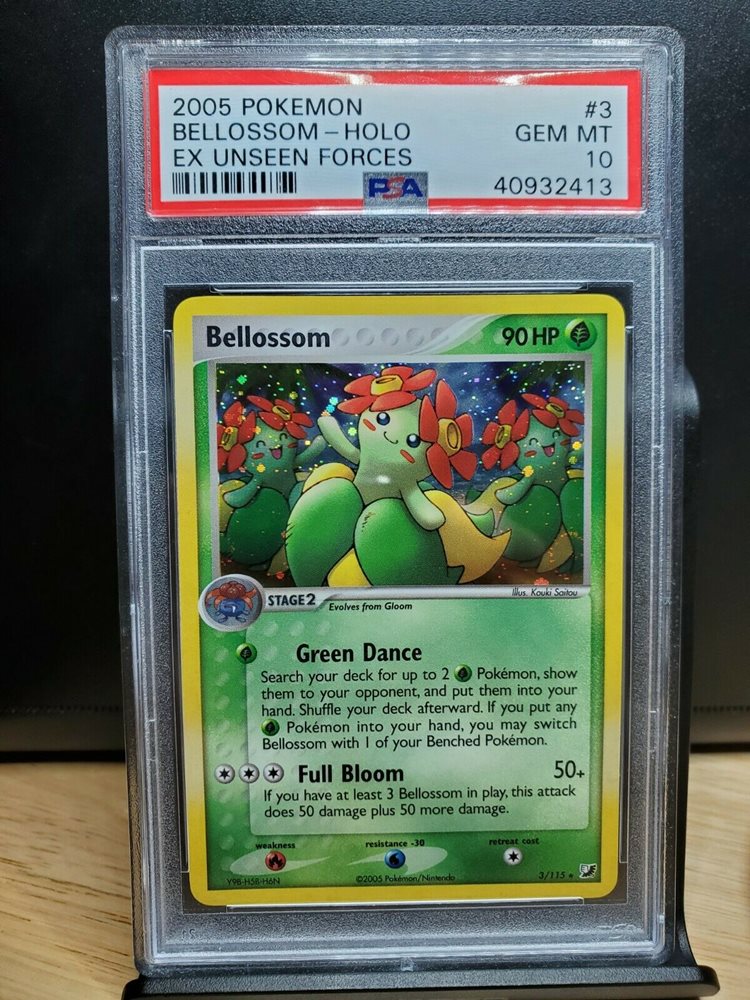 2005 POKEMON #3
BELLOSSOM - HOLO GEM MT
EX UNSEEN FORCES 10
PSA 40932413
Bellossom 90 HP
Illus. Kouki Saitou
STAGE 2 Evolves from Gloom
Green Dance
Search your deck for up to 2 Pokémon, show
them to your opponent, and put them into your
hand. Shuffle your deck afterward. If you put any
Pokémon into your hand, you may switch
Bellossom with 1 of your Benched Pokémon.
Full Bloom 50+
If you have at least 3 Bellossom in play, this attack
does 50 damage plus 50 more damage.
weakness resistance -30 retreat cost
Y9B-H5B-H6N ©2005 Pokémon/Nintendo 3/115